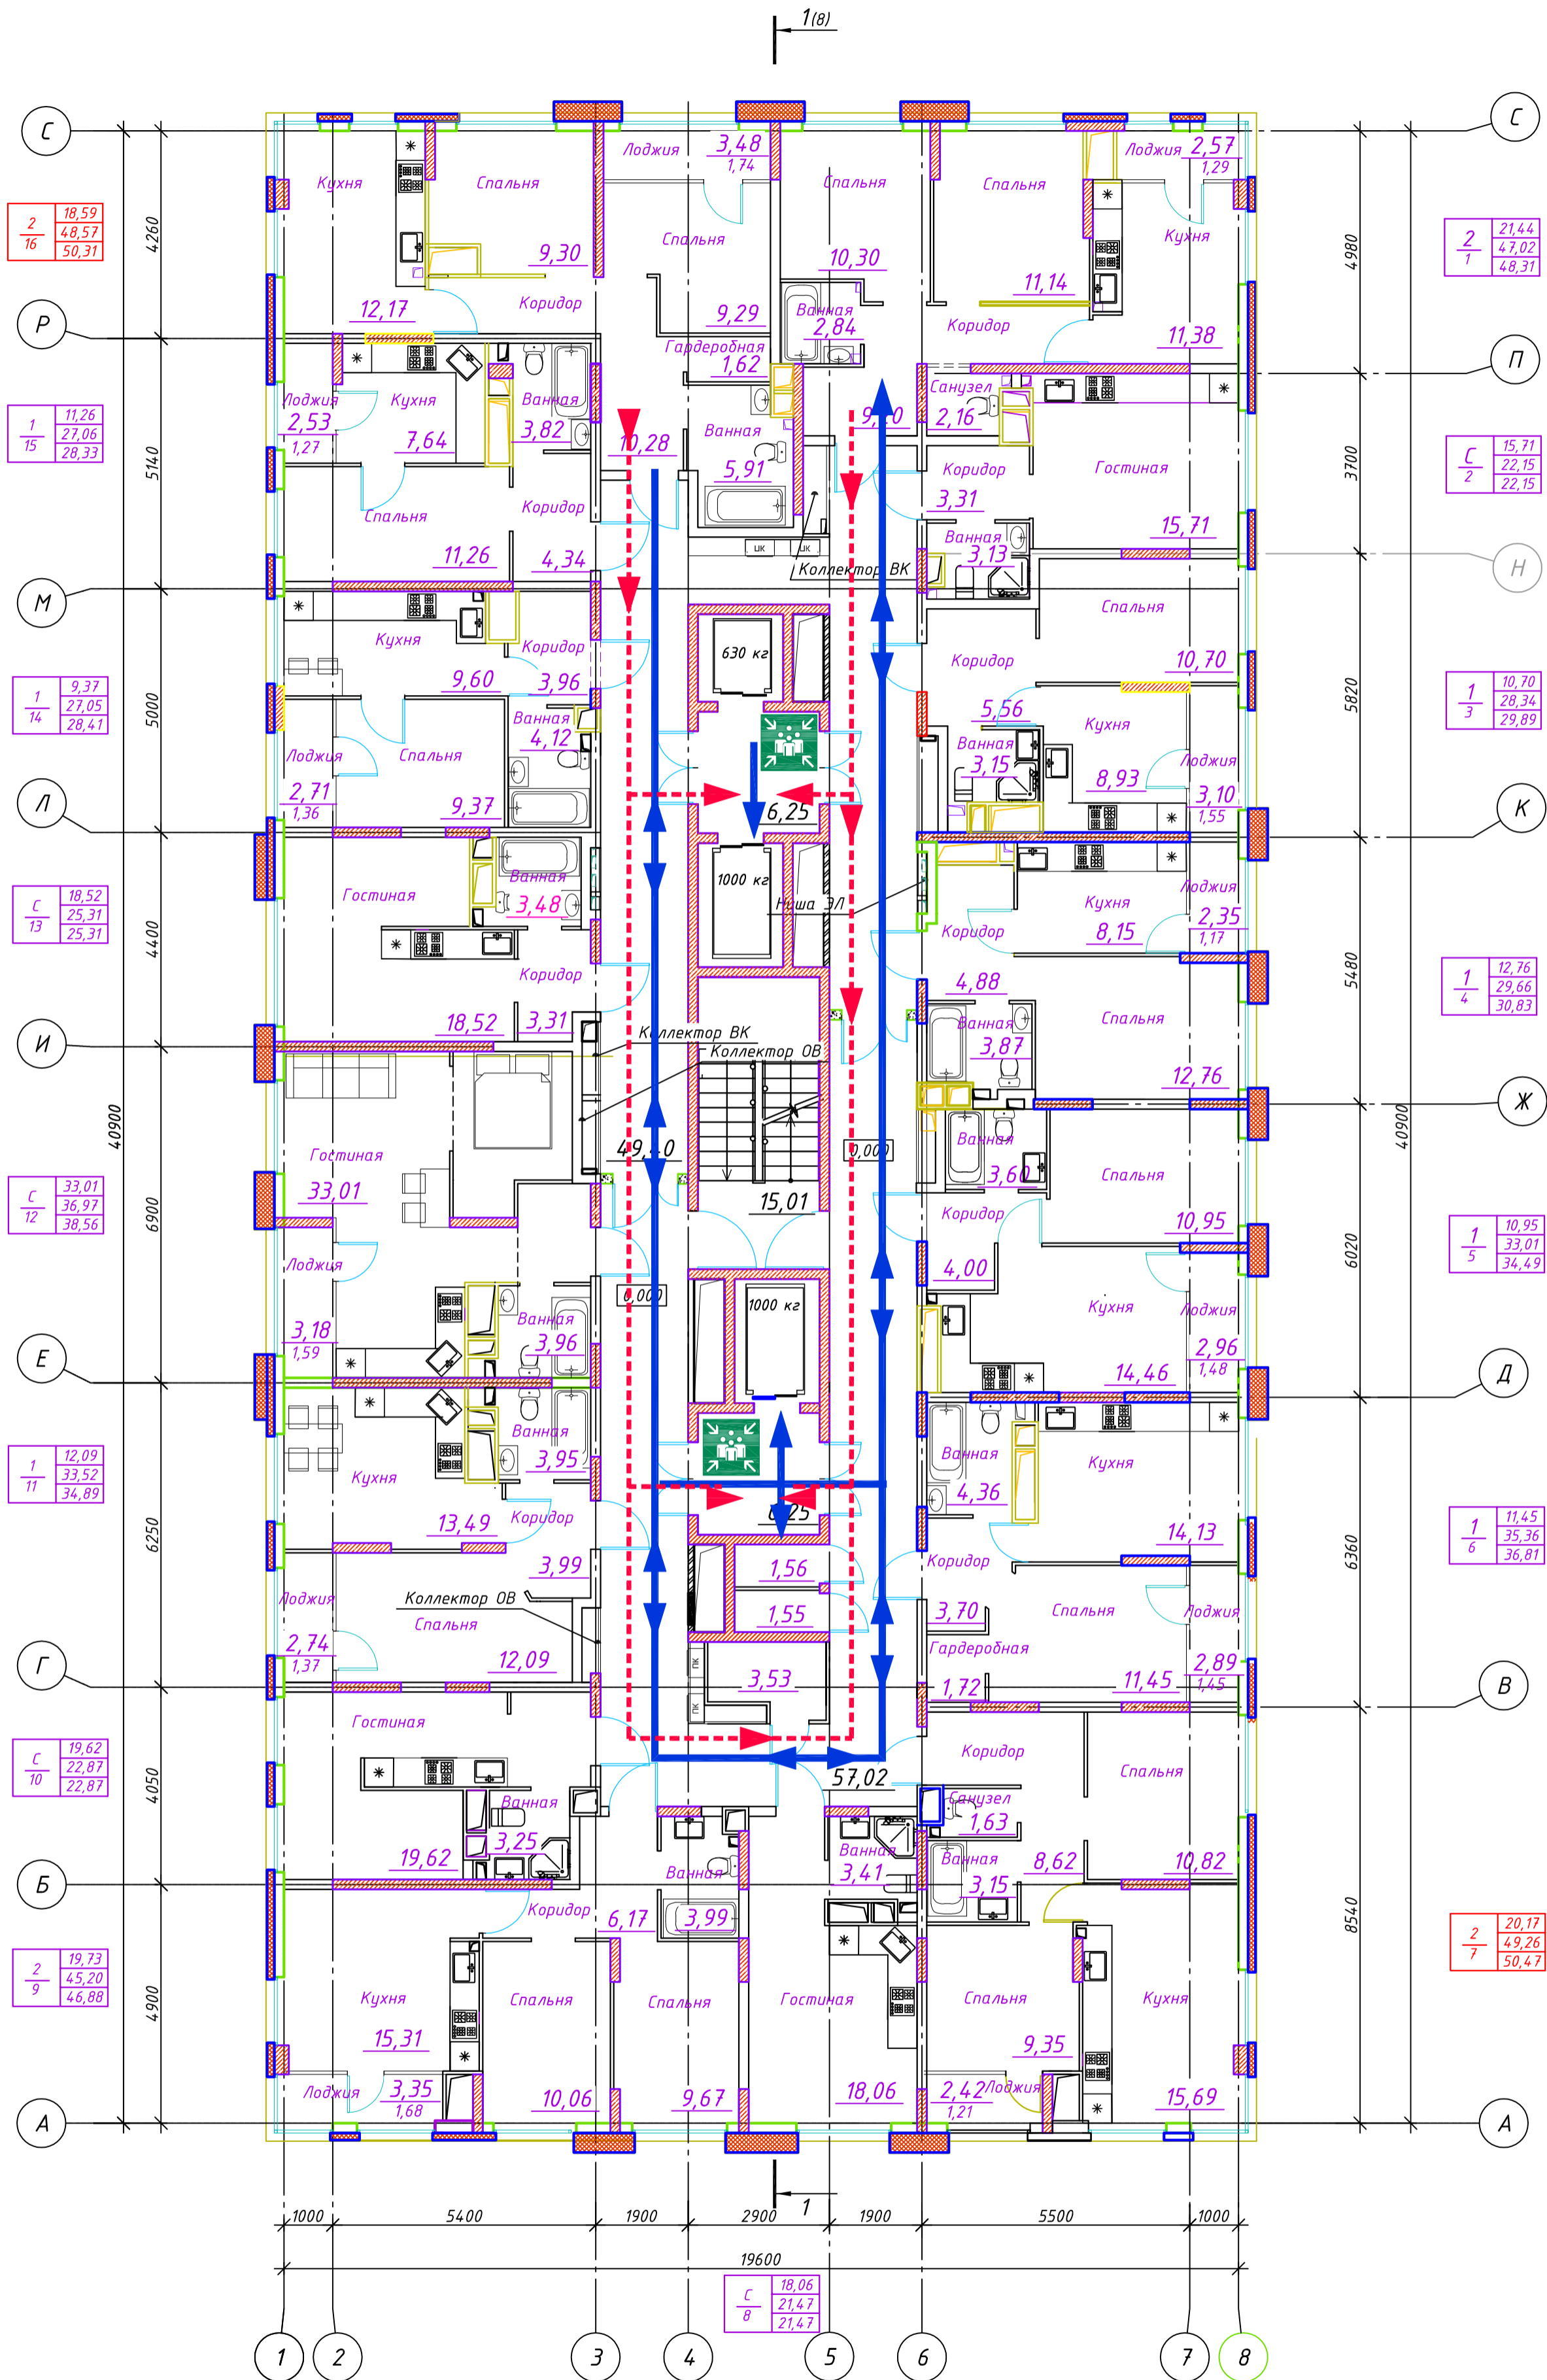 1(8)
С
С
Лоджия
3,48
1,74
Лоджия
2,57
1,29
Кухня
Спальня
Спальня
Спальня
2
16
18,59
48,57
50,31
4260
9,30
Спальня
10,30
Кухня
4980
2
1
21,44
47,02
48,31
Р
12,17
Коридор
9,29
Ванная
2,84
11,14
Коридор
11,38
Гардеробная
1,62
П
Лоджия
2,53
1,27
Кухня
7,64
Ванная
3,82
10,28
Ванная
5,91
Санузел
2,16
1
15
11,26
27,06
28,33
5140
Коридор
3,31
Гостиная
3700
С
2
15,71
22,15
22,15
Спальня
Коридор
15,71
11,26
4,34
ШК
ШК
Ванная
3,13
Коллектор ВК
Н
М
Кухня
Коридор
630 кг
Спальня
Коридор
10,70
9,60
3,96
1
14
9,37
27,05
28,41
5000
Ванная
4,12
5,56
Кухня
5820
1
3
10,70
28,34
29,89
Лоджия
Спальня
Ванная
3,15
Лоджия
2,71
1,36
9,37
8,93
3,10
1,55
6,25
Л
К
1000 кг
Гостиная
Ванная
3,48
Ниша ЭЛ
Кухня
Лоджия
С
13
18,52
25,31
25,31
4400
Коридор
8,15
2,35
1,17
Коридор
4,88
5480
1
4
12,76
29,66
30,83
18,52
3,31
Ванная
3,87
Спальня
И
Коллектор ВК
Коллектор ОВ
12,76
Ж
40900
40900
Гостиная
33,01
49,40
0,000
Ванная
3,60
Спальня
С
12
33,01
36,97
38,56
6900
15,01
Коридор
10,95
6020
1
5
10,95
33,01
34,49
Лоджия
4,00
0,000
1000 кг
Кухня
Лоджия
3,18
1,59
Ванная
3,96
2,96
1,48
14,46
Е
Д
Ванная
3,95
Ванная
4,36
Кухня
1
11
12,09
33,52
34,89
Кухня
13,49
Коридор
6250
14,13
6360
1
6
11,45
35,36
36,81
3,99
1,56
Коридор
Лоджия
Коллектор ОВ
1,55
3,70
Спальня
Лоджия
Спальня
2,74
1,37
12,09
Гардеробная
2,89
1,45
Г
ПК
ПК
3,53
1,72
11,45
В
Гостиная
С
10
19,62
22,87
22,87
4050
57,02
Коридор
Спальня
Ванная
3,25
Санузел
1,63
19,62
Ванная
Ванная
3,41
Ванная
3,15
8,62
10,82
Б
Коридор
6,17
3,99
8540
2
9
19,73
45,20
46,88
4900
Кухня
15,31
Спальня
Спальня
Гостиная
Спальня
Кухня
2
7
20,17
49,26
50,47
9,35
Лоджия
3,35
1,68
10,06
9,67
18,06
2,42
1,21
Лоджия
15,69
А
А
1
1000
5400
1900
2900
1900
5500
1000
19600
С
8
18,06
21,47
21,47
1
2
3
4
5
6
7
8